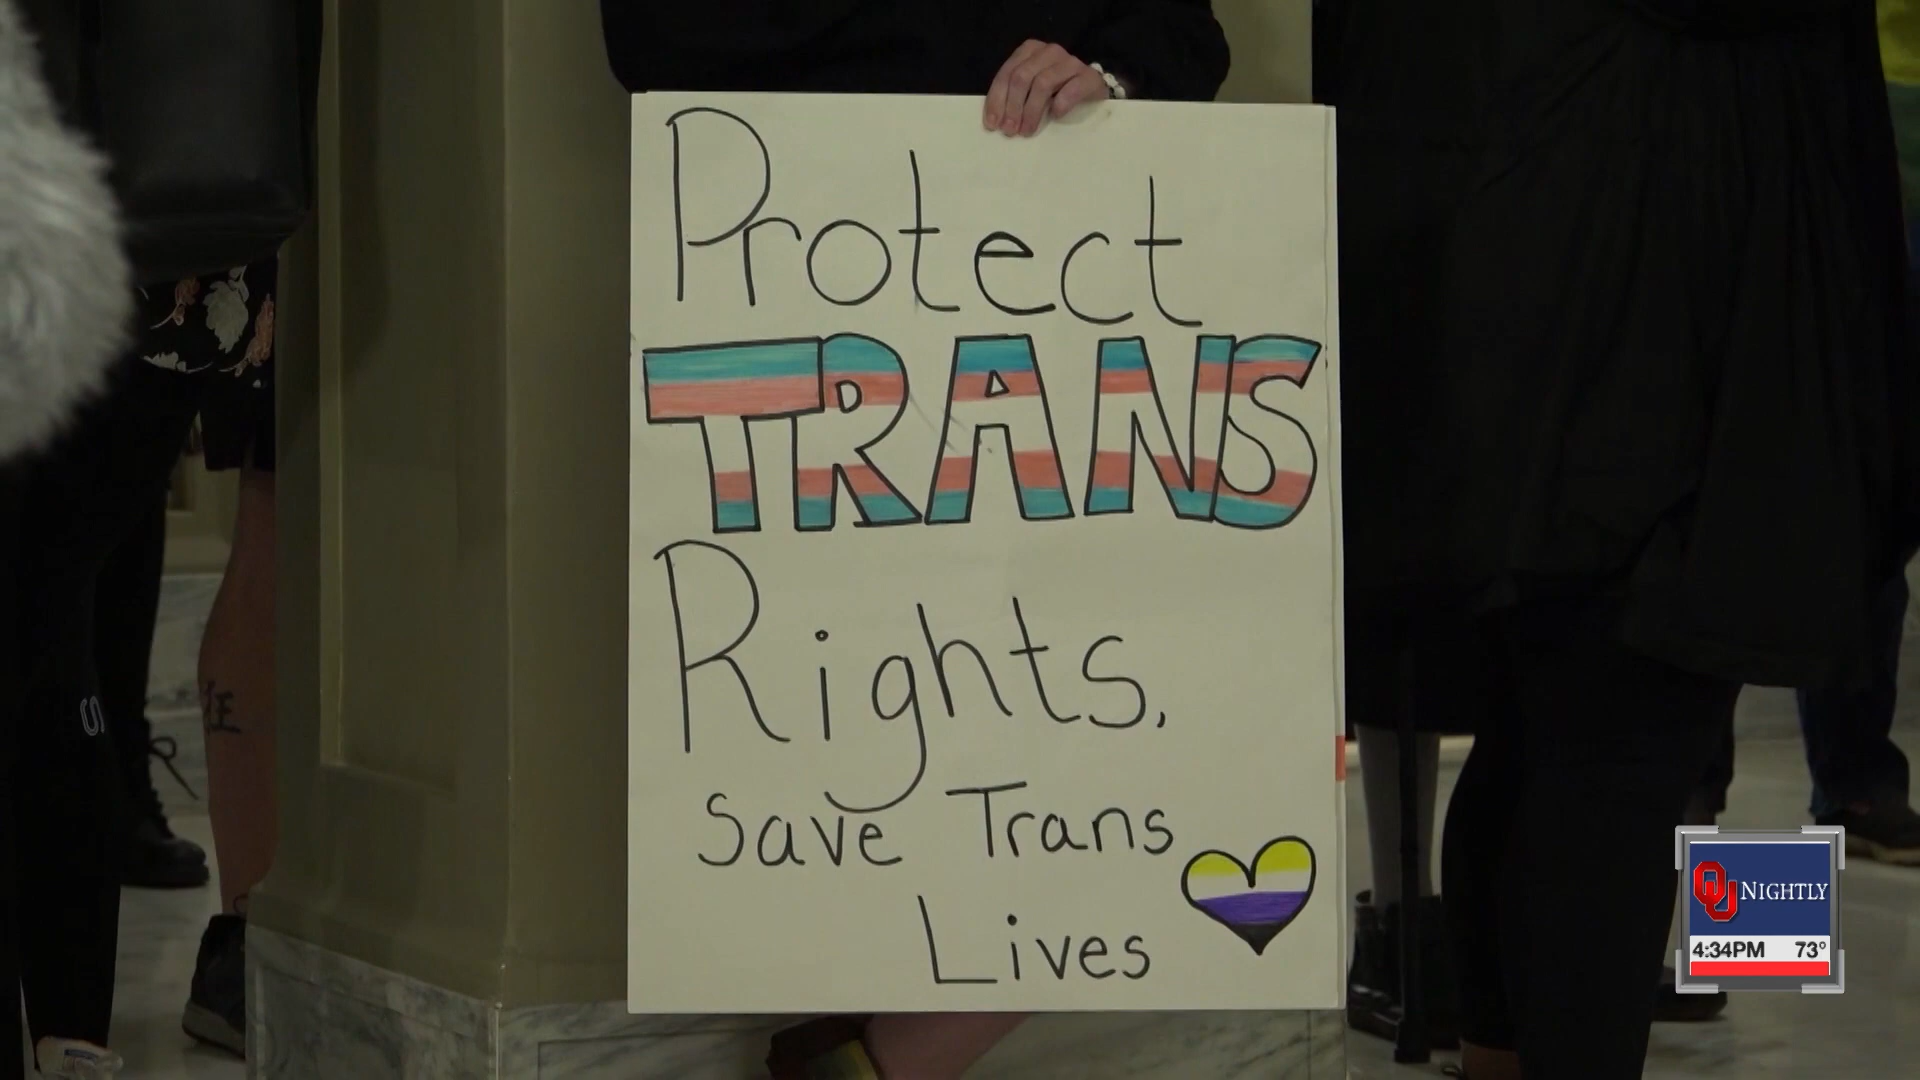 Protect
TRANS
Rights.
Save Trans
Lives
OU NIGHTLY
4:34PM 73°